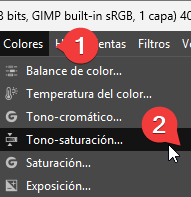 bits, GIMP built-in sRGB, 1 capa) 40
Colores Filtros
1
Balance de color...
Temperatura del color...
Tono-cromático...
2
Tono-saturación...
Saturación...
Exposición...